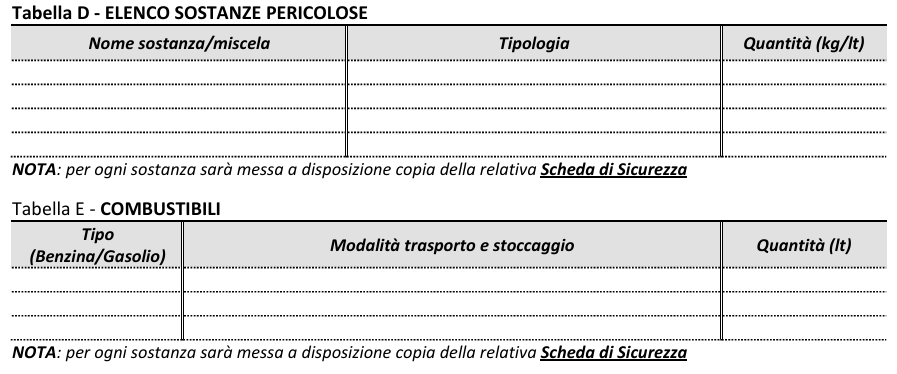 Tabella D - ELENCO SOSTANZE PERICOLOSE
Nome sostanza/miscela Tipologia Quantità (kg/lt)
NOTA: per ogni sostanza sarà messa a disposizione copia della relativa Scheda di Sicurezza
Tabella E - COMBUSTIBILI
Tipo
(Benzina/Gasolio) Modalità trasporto e stoccaggio Quantità (lt)
NOTA: per ogni sostanza sarà messa a disposizione copia della relativa Scheda di Sicurezza